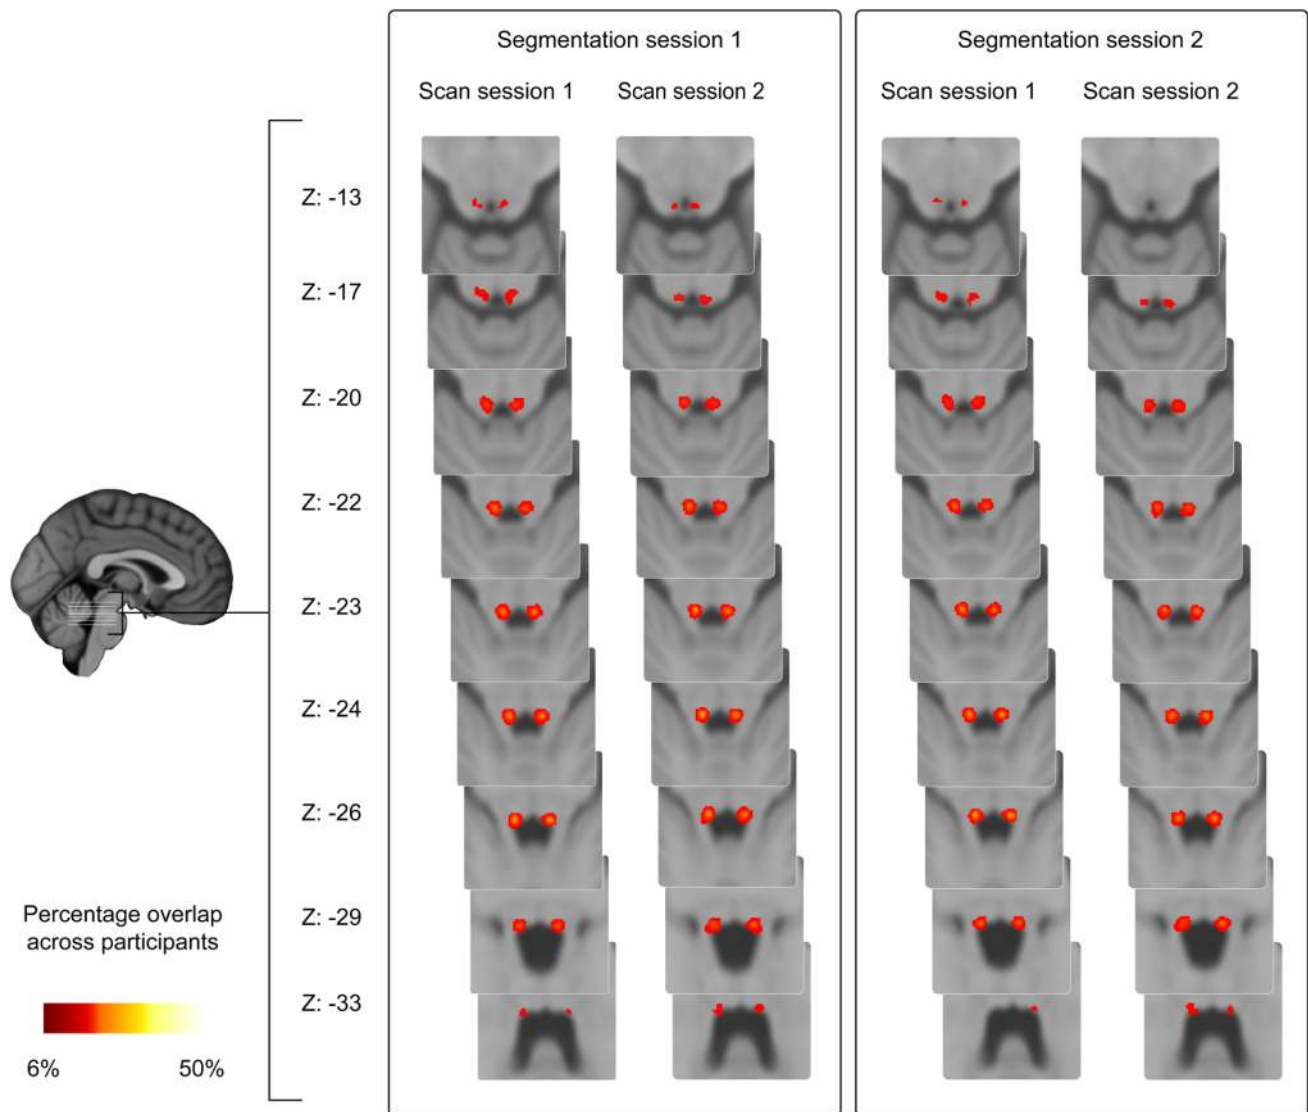 Segmentation session 1
Segmentation session 2
Scan session 1
Scan session 2
Scan session 1
Scan session 2
Z: -13
Z: -17
Z: -20
Z: -22
Z: -23
Z: -24
Z: -26
Z: -29
Z: -33
Percentage overlap
across participants
6%
50%